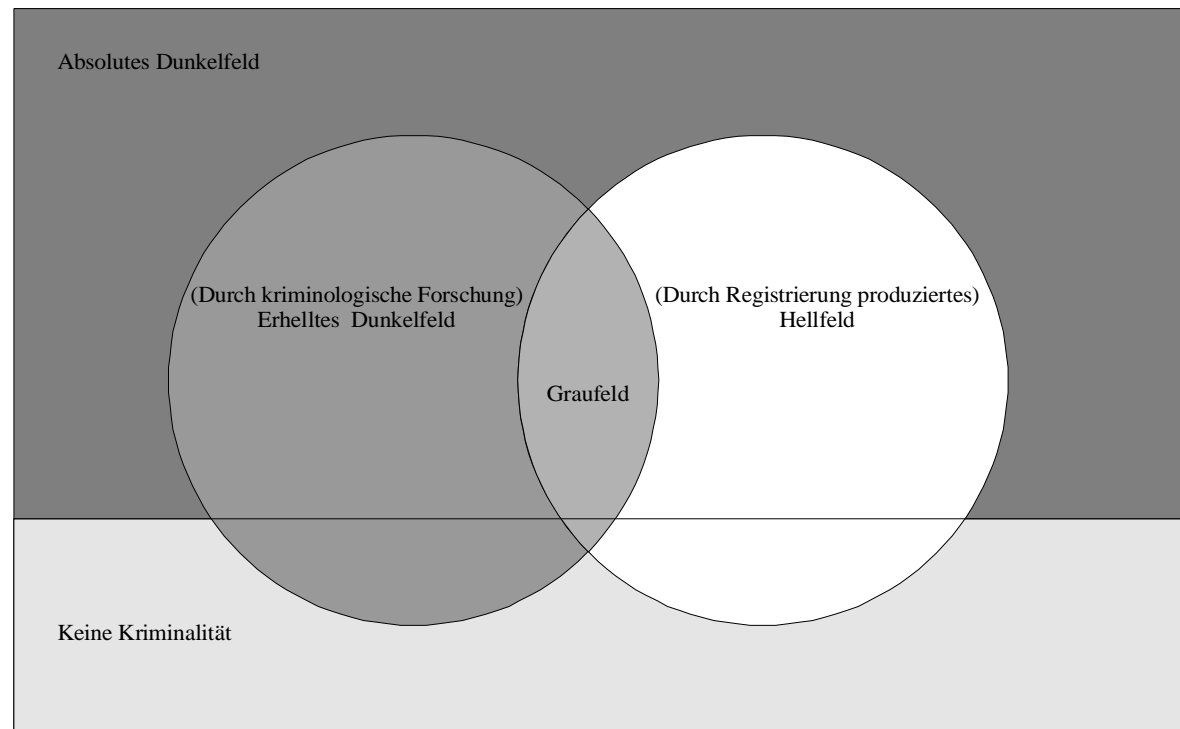 Absolutes Dunkelfeld
(Durch kriminologische Forschung)
Erhelltes Dunkelfeld
(Durch Registrierung produziertes)
Hellfeld
Graufeld
Keine Kriminalität